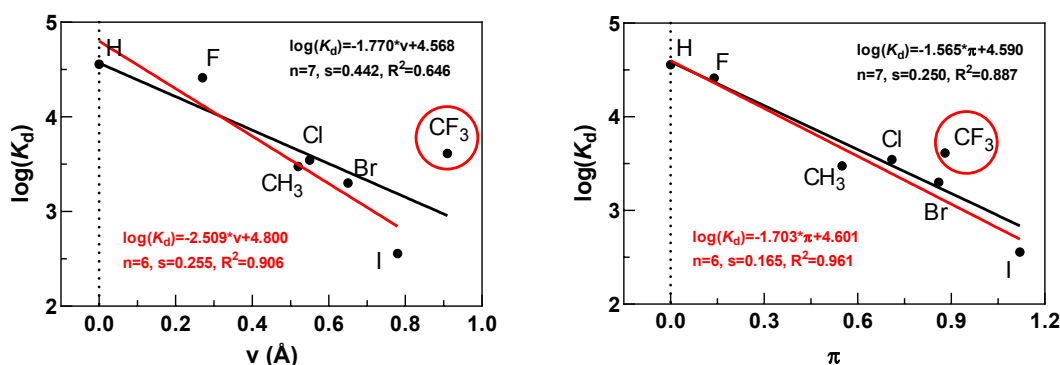 5
4
3
2
log(Kd)
H
F
log(Kd)=-1.770*v+4.568
n=7, s=0.442, R²=0.646
CF₃
Cl
CH₃
Br
log(Kd)=-2.509*v+4.800
n=6, s=0.255, R²=0.906
I
0.0 0.2 0.4 0.6 0.8 1.0
v (Å)
5
4
3
2
log(Kd)
H
F
log(Kd)=-1.565*π+4.590
n=7, s=0.250, R²=0.887
Cl
CF₃
CH₃
Br
log(Kd)=-1.703*π+4.601
n=6, s=0.165, R²=0.961
I
0.0 0.3 0.6 0.9 1.2
π